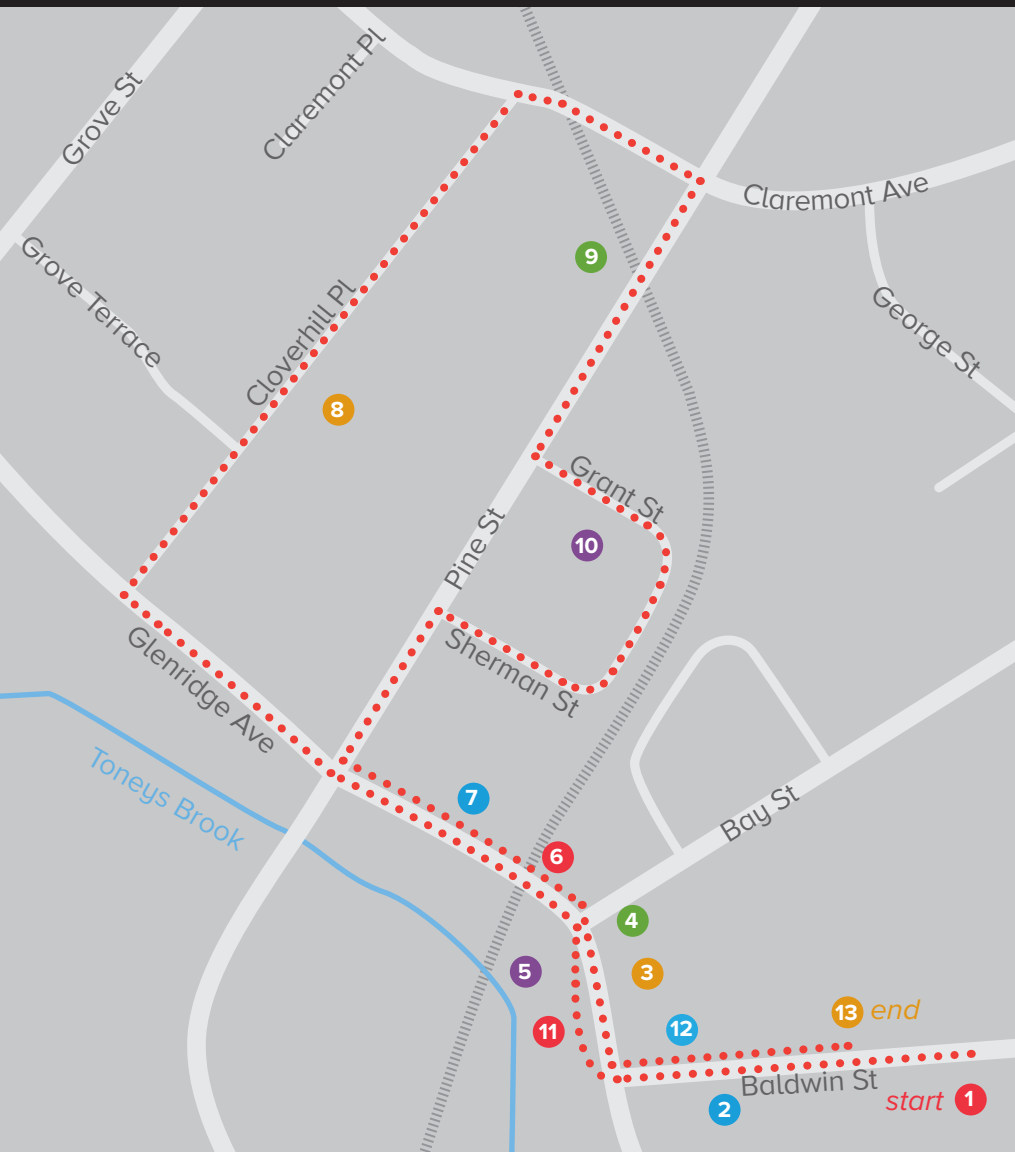 Claremont Pl
Grove St
Claremont Ave
Grove Terrace
9
George St
Cloverhill Pl
8
Grant St
Pine St
10
Glenridge Ave
Sherman St
Toneys Brook
7
Bay St
6
4
5
3
13 end
11
12
Baldwin St
2
start 1